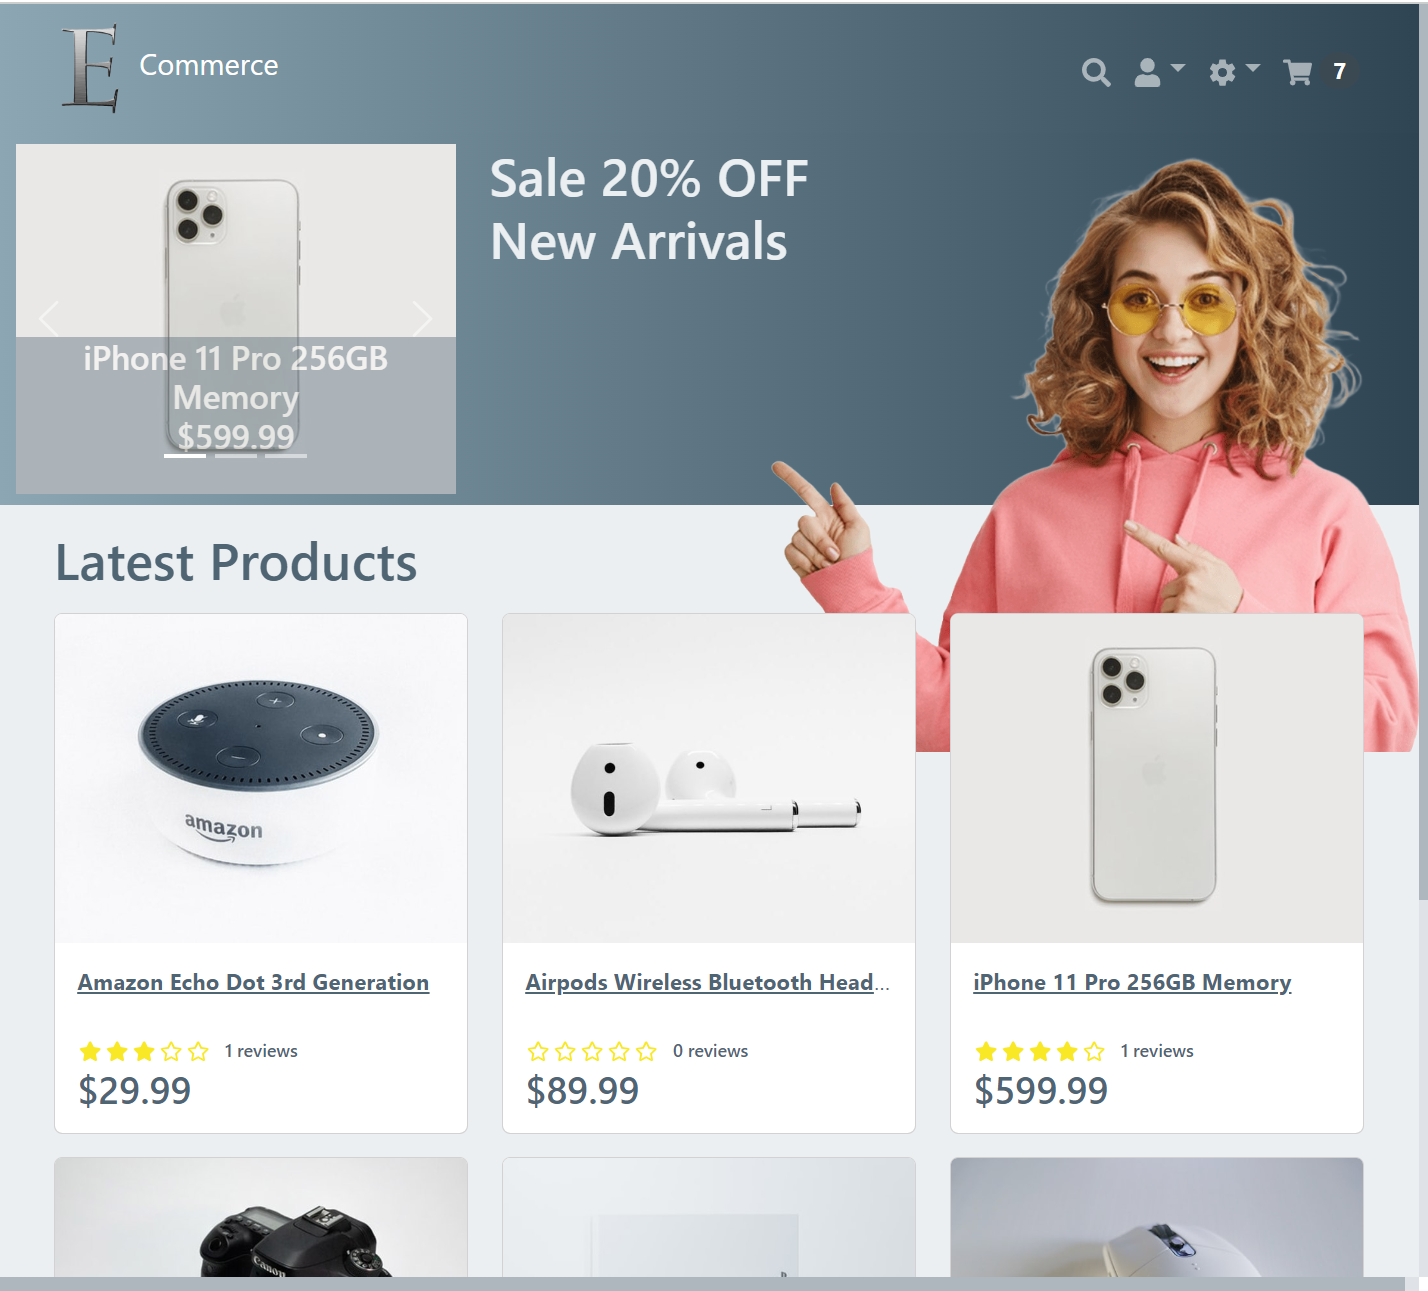 E Commerce
7
Sale 20% OFF
New Arrivals
iPhone 11 Pro 256GB
Memory
$599.99
Latest Products
amazon
Amazon Echo Dot 3rd Generation
1 reviews
$29.99
Airpods Wireless Bluetooth Head...
0 reviews
$89.99
iPhone 11 Pro 256GB Memory
1 reviews
$599.99
Canon